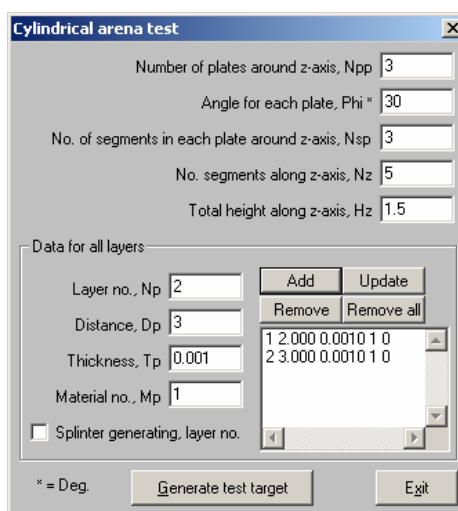 Cylindrical arena test
Number of plates around z-axis, Npp 3
Angle for each plate, Phi * 30
No. of segments in each plate around z-axis, Nsp 3
No. segments along z-axis, Nz 5
Total height along z-axis, Hz 1.5
Data for all layers
Layer no., Np 2
Distance, Dp 3
Thickness, Tp 0.001
Material no., Mp 1
Splinter generating, layer no.
Add Update
Remove Remove all
1 2.000 0.0010 1 0
2 3.000 0.0010 1 0
* = Deg. Generate test target Exit